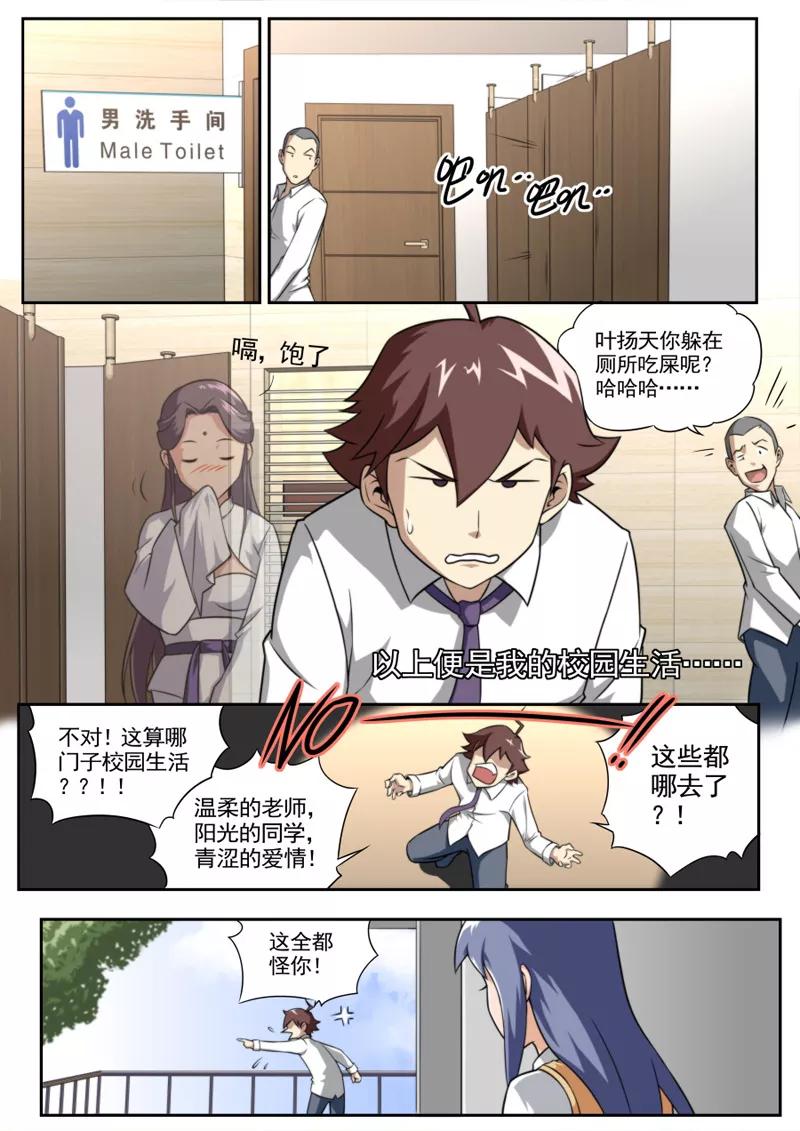 男洗手间
Male Toilet
吧唧‥
吧唧‥
嗝，饱了
叶扬天你躲在
厕所吃屎呢？
哈哈哈……
以上便是我的校园生活……
NO
不对！这算哪
门子校园生活
？？！！
温柔的老师，
阳光的同学，
青涩的爱情！
这些都
哪去了
？！
这全都
怪你！